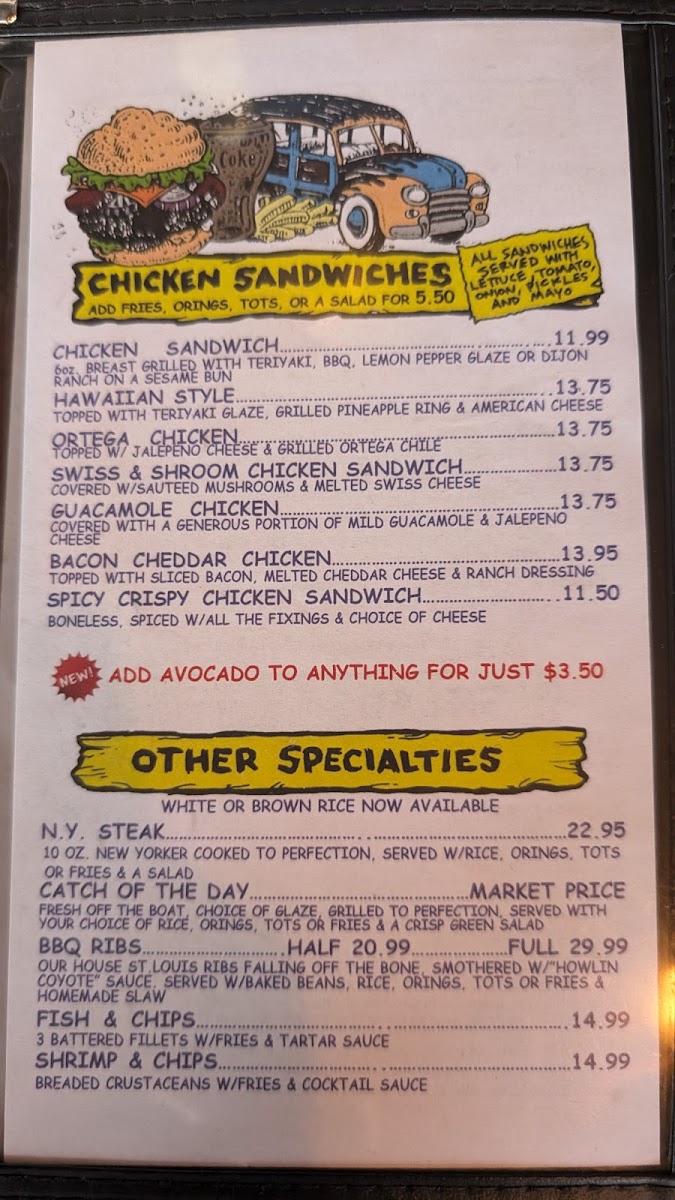 Coke
CHICKEN SANDWICHES
ADD FRIES, ORINGS, TOTS, OR A SALAD FOR 5.50
ALL SANDWICHES
SERVED WITH
LETTUCE, TOMATO,
ONION, PICKLES
AND MAYO
CHICKEN SANDWICH...........................................................11.99
6oz. BREAST GRILLED WITH TERIYAKI, BBQ, LEMON PEPPER GLAZE OR DIJON
RANCH ON A SESAME BUN
HAWAIIAN STYLE....................................................................13.75
TOPPED WITH TERIYAKI GLAZE, GRILLED PINEAPPLE RING & AMERICAN CHEESE
ORTEGA CHICKEN....................................................................13.75
TOPPED W/ JALEPENO CHEESE & GRILLED ORTEGA CHILE
SWISS & SHROOM CHICKEN SANDWICH....................13.75
COVERED W/SAUTEED MUSHROOMS & MELTED SWISS CHEESE
GUACAMOLE CHICKEN............................................................13.75
COVERED WITH A GENEROUS PORTION OF MILD GUACAMOLE & JALEPENO
CHEESE
BACON CHEDDAR CHICKEN.................................................13.95
TOPPED WITH SLICED BACON, MELTED CHEDDAR CHEESE & RANCH DRESSING
SPICY CRISPY CHICKEN SANDWICH..............................11.50
BONELESS, SPICED W/ALL THE FIXINGS & CHOICE OF CHEESE
NEW! ADD AVOCADO TO ANYTHING FOR JUST $3.50
OTHER SPECIALTIES
WHITE OR BROWN RICE NOW AVAILABLE
N.Y. STEAK.................................................................................22.95
10 OZ. NEW YORKER COOKED TO PERFECTION, SERVED W/RICE, ORINGS, TOTS
OR FRIES & A SALAD
CATCH OF THE DAY..............................................MARKET PRICE
FRESH OFF THE BOAT, CHOICE OF GLAZE, GRILLED TO PERFECTION, SERVED WITH
YOUR CHOICE OF RICE, ORINGS, TOTS OR FRIES & A CRISP GREEN SALAD
BBQ RIBS..............................HALF 20.99....................FULL 29.99
OUR HOUSE ST.LOUIS RIBS FALLING OFF THE BONE, SMOTHERED W/"HOWLIN
COYOTE" SAUCE. SERVED W/BAKED BEANS, RICE, ORINGS, TOTS OR FRIES &
HOMEMADE SLAW
FISH & CHIPS............................................................................14.99
3 BATTERED FILLETS W/FRIES & TARTAR SAUCE
SHRIMP & CHIPS.......................................................................14.99
BREADED CRUSTACEANS W/FRIES & COCKTAIL SAUCE